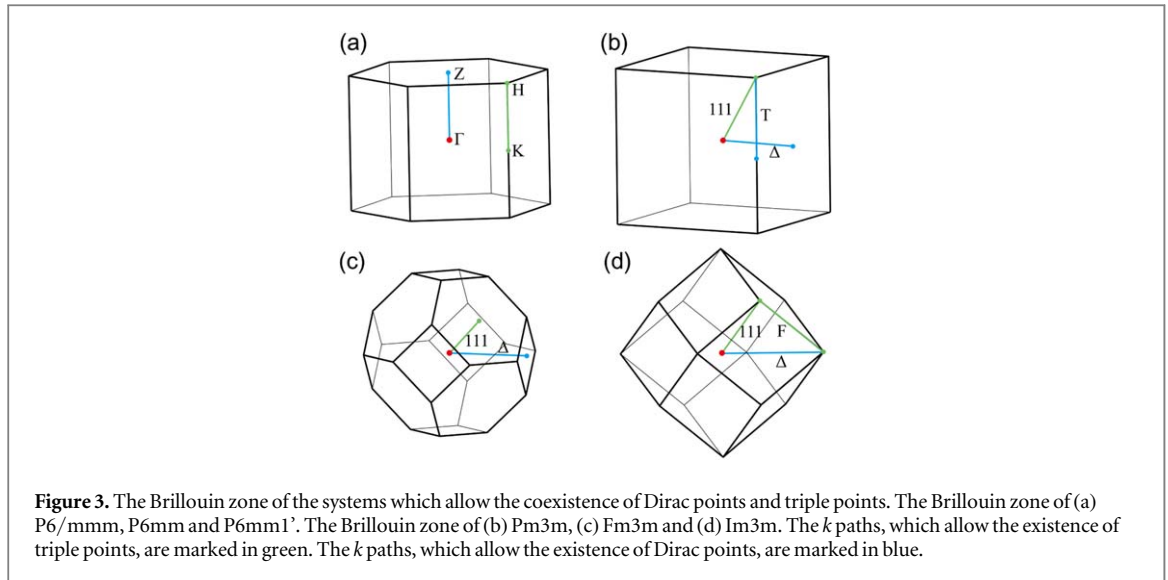 (a)
Z
H
Γ
K
(b)
111
T
Δ
(c)
111
Δ
(d)
111
F
Δ
Figure 3. The Brillouin zone of the systems which allow the coexistence of Dirac points and triple points. The Brillouin zone of (a)
P6/mmm, P6mm and P6mm1’. The Brillouin zone of (b) Pm3m, (c) Fm3m and (d) Im3m. The k paths, which allow the existence of
triple points, are marked in green. The k paths, which allow the existence of Dirac points, are marked in blue.